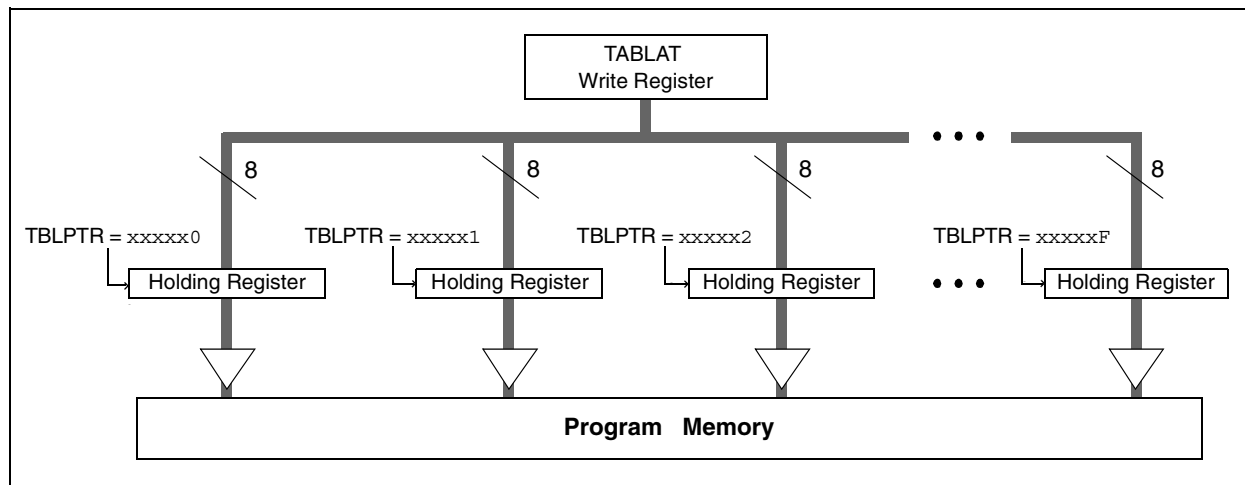 TABLAT
Write Register
8 8 8 8
TBLPTR = xxxxx0 TBLPTR = xxxxx1 TBLPTR = xxxxx2 TBLPTR = xxxxxF
Holding Register Holding Register Holding Register Holding Register
Program Memory